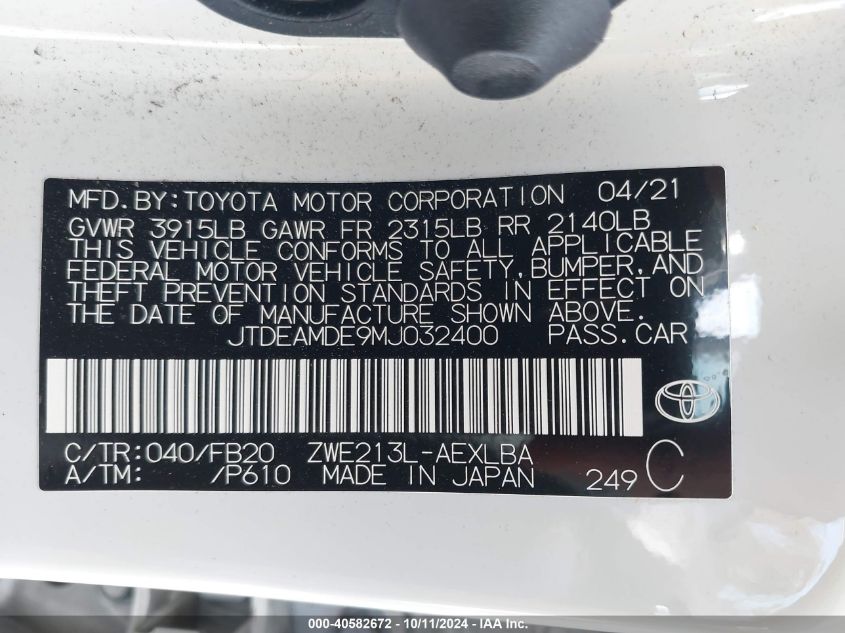 MFD.BY:TOYOTA MOTOR CORPORATION 04/21
GVWR 3915LB GAWR FR 2315LB RR 2140LB
THIS VEHICLE CONFORMS TO ALL APPLICABLE
FEDERAL MOTOR VEHICLE SAFETY,BUMPER,AND
THEFT PREVENTION STANDARDS IN EFFECT ON
THE DATE OF MANUFACTURE SHOWN ABOVE.
JTDEAMDE9MJ032400 PASS.CAR
C/TR:040/FB20 ZWE213L-AEXLBA
A/TM: /P610 MADE IN JAPAN 249 C
000-40582672 - 10/11/2024 - IAA Inc.